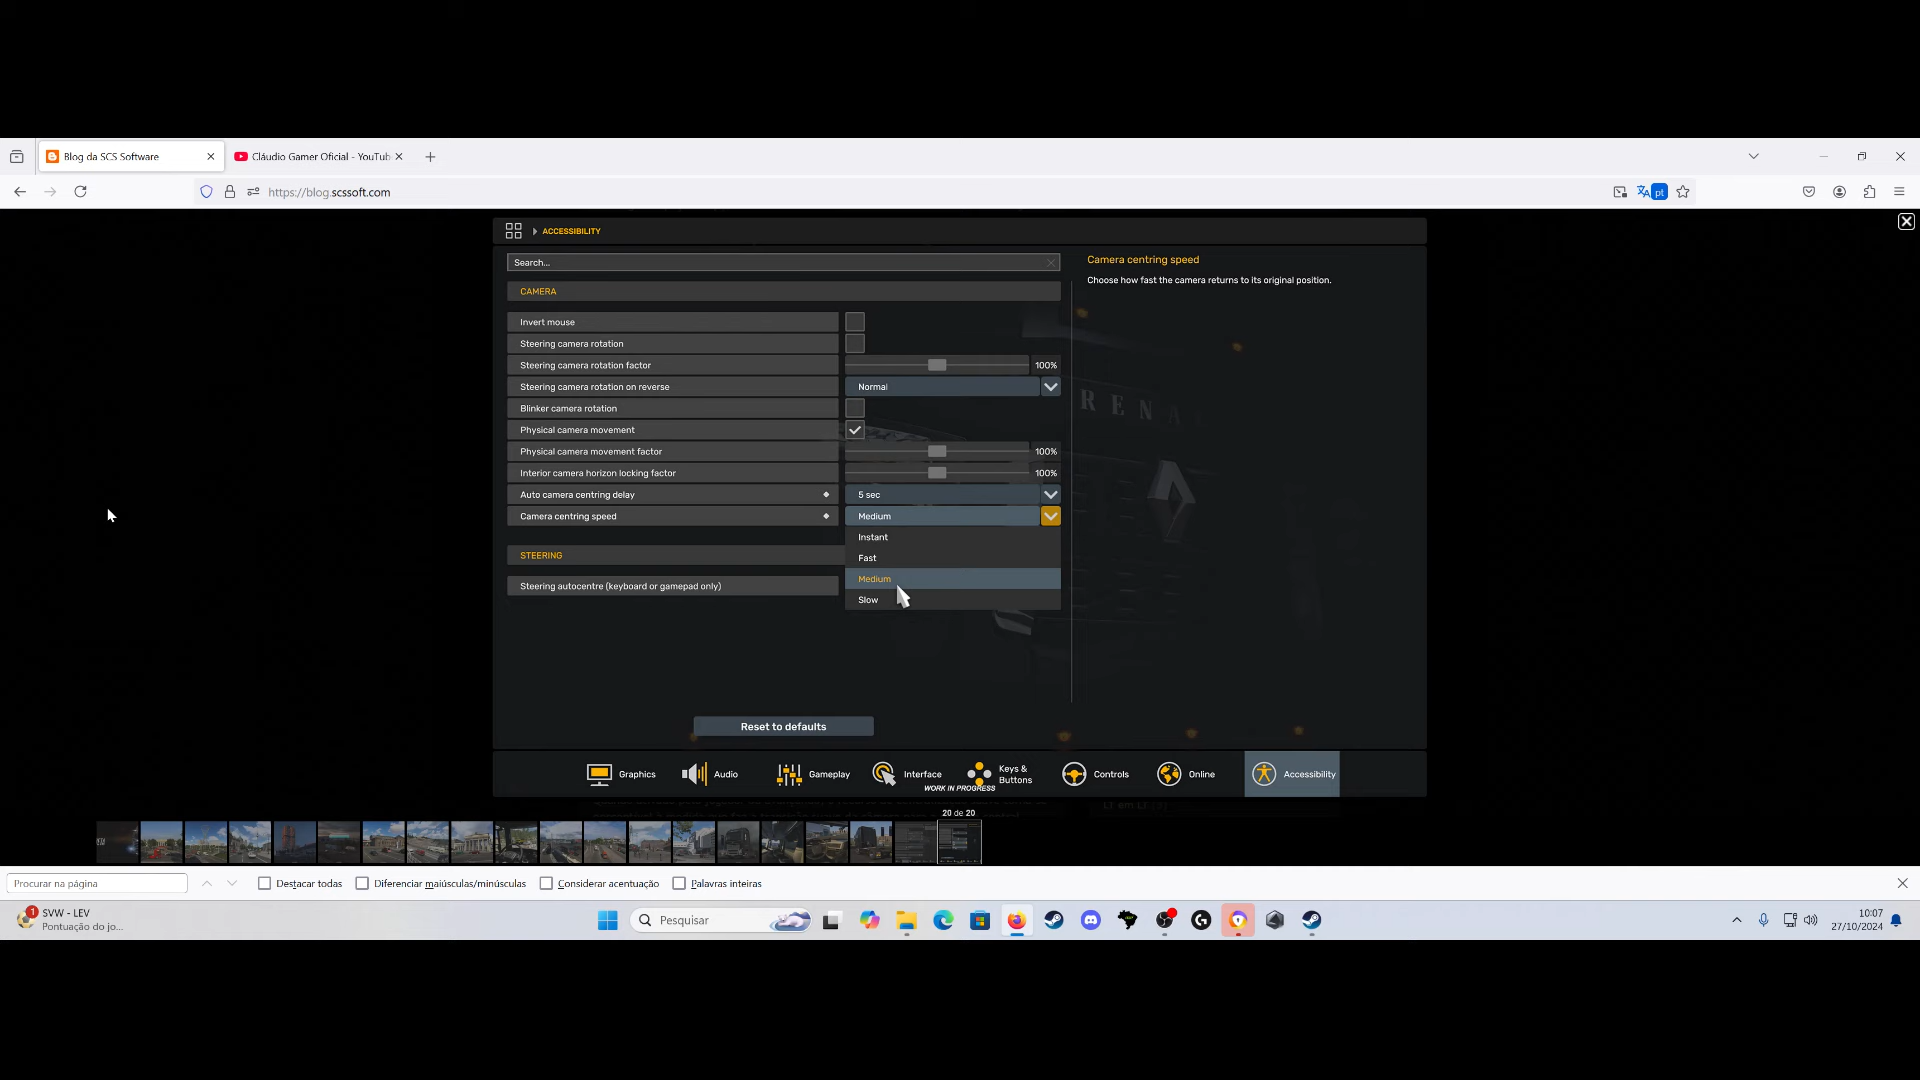 Blog da SCS Software
Cláudio Gamer Oficial - YouTub
https://blog.scssoft.com
pt
ACCESSIBILITY
Search...
Camera centring speed
Choose how fast the camera returns to its original position.
CAMERA
Invert mouse
Steering camera rotation
Steering camera rotation factor 100%
Steering camera rotation on reverse Normal
Blinker camera rotation
Physical camera movement
Physical camera movement factor 100%
Interior camera horizon locking factor 100%
Auto camera centring delay 5 sec
Camera centring speed Medium
Instant
Fast
Medium
Slow
STEERING
Steering autocentre (keyboard or gamepad only)
RENA
Reset to defaults
Graphics
Audio
Gameplay
Interface
Keys & Buttons
Controls
Online
Accessibility
WORK IN PROGRESS
20 de 20
Procurar na página
Destacar todas
Diferenciar maiúsculas/minúsculas
Considerar acentuação
Palavras inteiras
1
SVW - LEV
Pontuação do jo...
Pesquisar
10:07
27/10/2024